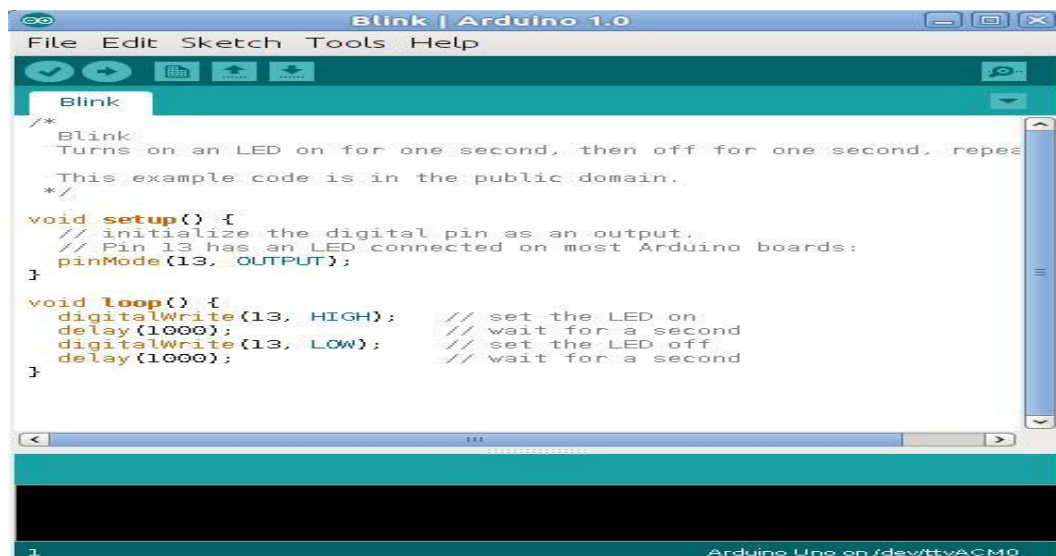 Blink | Arduino 1.0
File Edit Sketch Tools Help
Blink
/*
  Blink
  Turns on an LED on for one second, then off for one second, repea

  This example code is in the public domain.
 */

void setup() {
  // initialize the digital pin as an output.
  // Pin 13 has an LED connected on most Arduino boards:
  pinMode(13, OUTPUT);
}

void loop() {
  digitalWrite(13, HIGH);   // set the LED on
  delay(1000);              // wait for a second
  digitalWrite(13, LOW);    // set the LED off
  delay(1000);              // wait for a second
}
1
Arduino Uno on /dev/ttyACM0